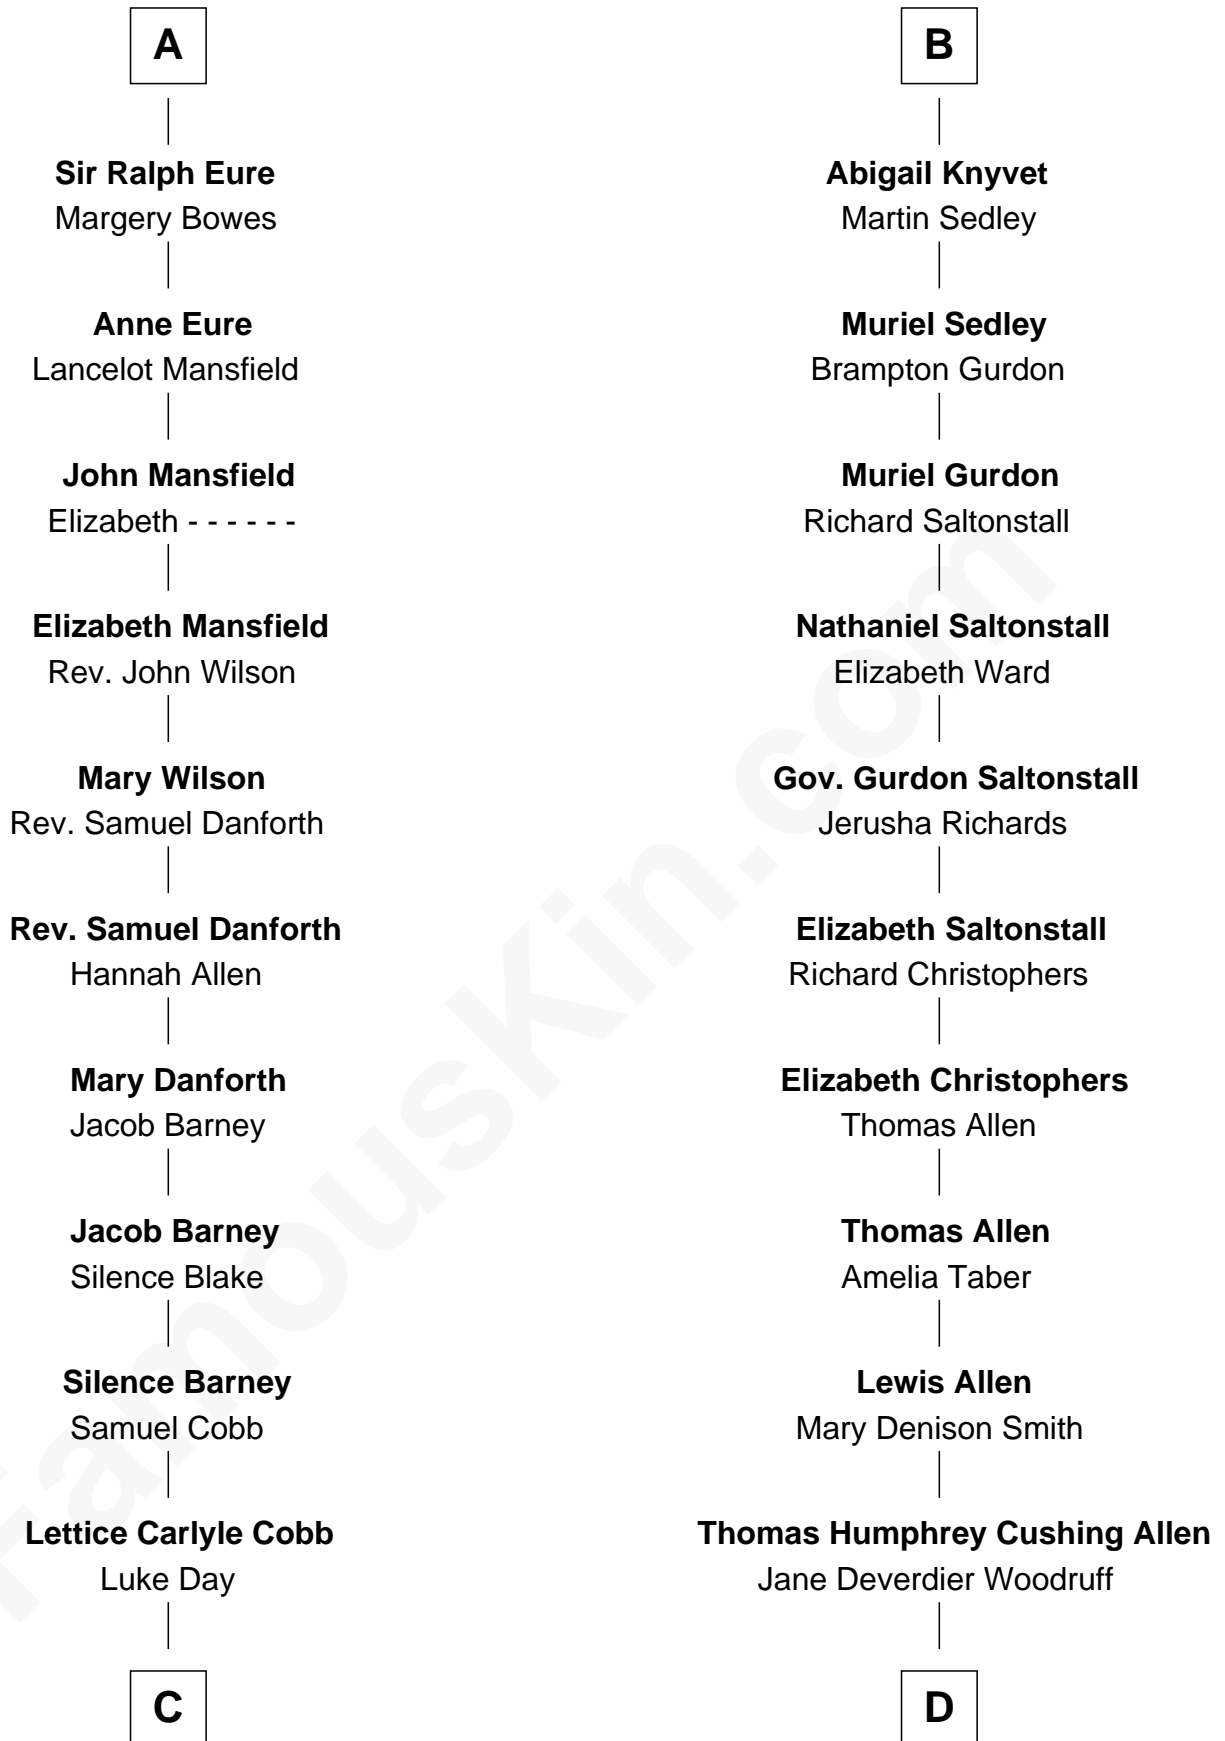 A
Sir Ralph Eure
Margery Bowes
Anne Eure
Lancelot Mansfield
John Mansfield
Elizabeth - - - - - -
Elizabeth Mansfield
Rev. John Wilson
Mary Wilson
Rev. Samuel Danforth
Rev. Samuel Danforth
Hannah Allen
Mary Danforth
Jacob Barney
Jacob Barney
Silence Blake
Silence Barney
Samuel Cobb
Lettice Carlyle Cobb
Luke Day
C
B
Abigail Knyvet
Martin Sedley
Muriel Sedley
Brampton Gurdon
Muriel Gurdon
Richard Saltonstall
Nathaniel Saltonstall
Elizabeth Ward
Gov. Gurdon Saltonstall
Jerusha Richards
Elizabeth Saltonstall
Richard Christophers
Elizabeth Christophers
Thomas Allen
Thomas Allen
Amelia Taber
Lewis Allen
Mary Denison Smith
Thomas Humphrey Cushing Allen
Jane Deverdier Woodruff
D
FamousKin.com